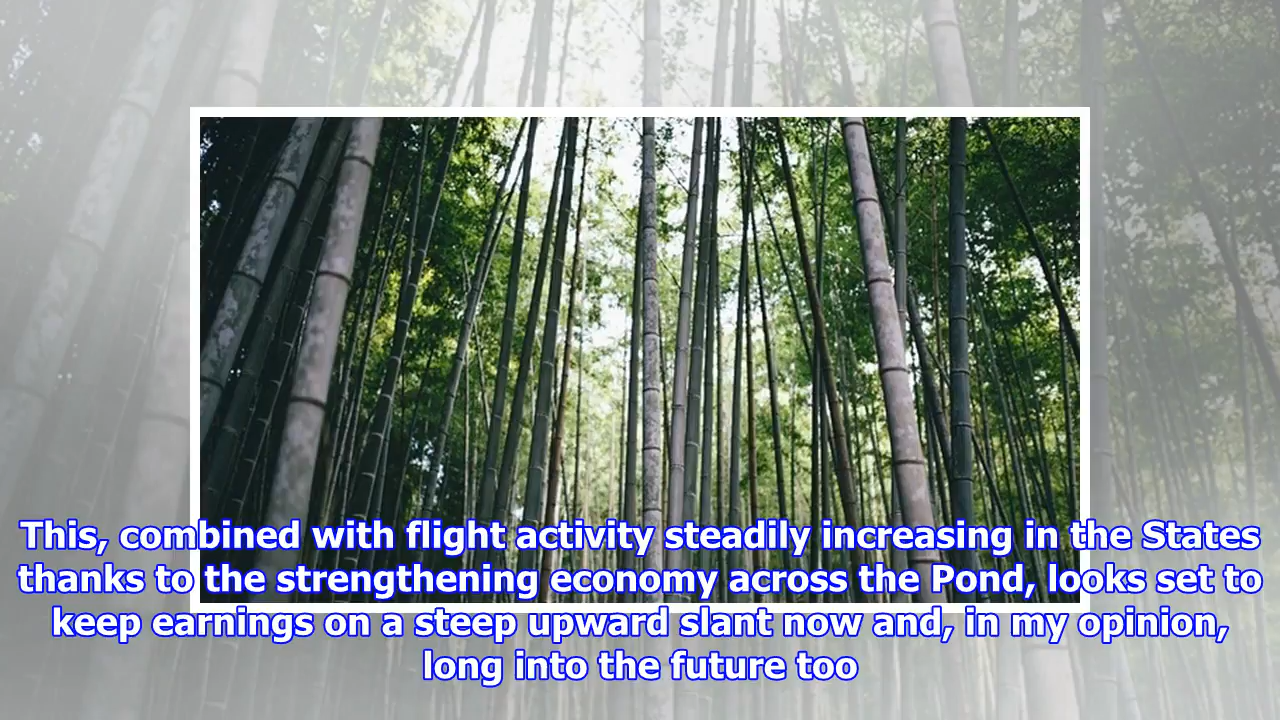 This, combined with flight activity steadily increasing in the States
thanks to the strengthening economy across the Pond, looks set to
keep earnings on a steep upward slant now and, in my opinion,
long into the future too